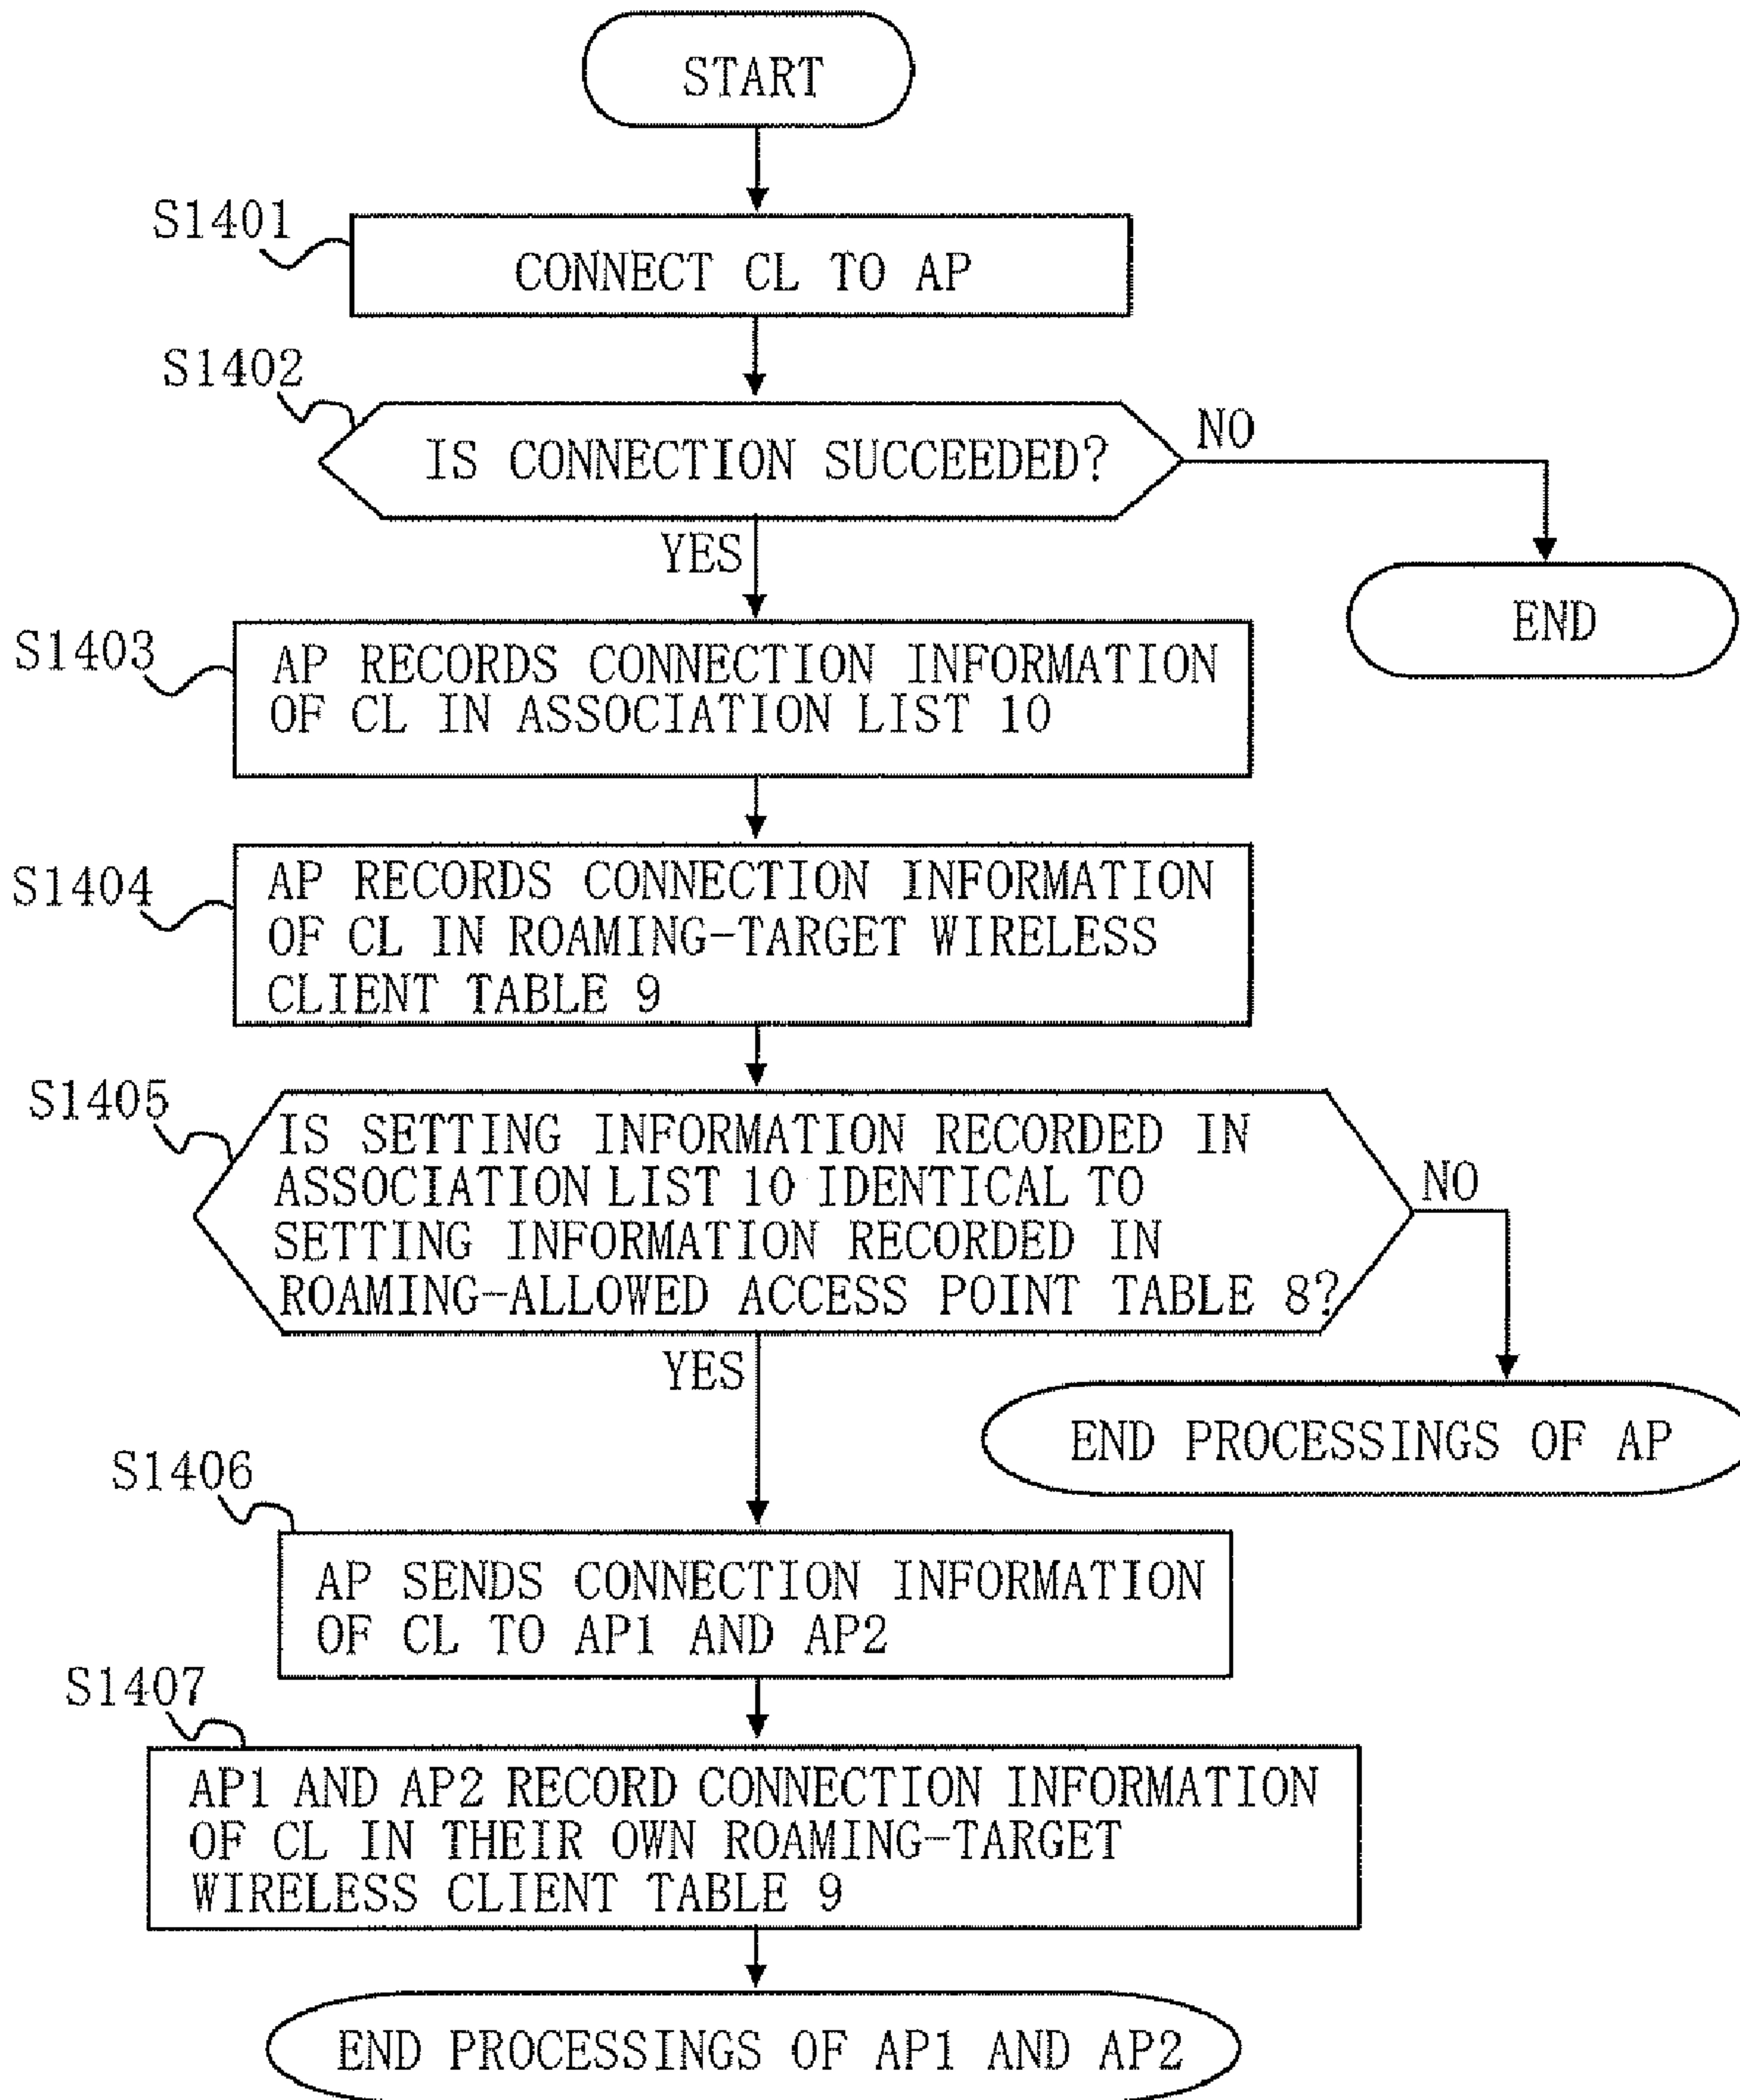 START
S1401
CONNECT CL TO AP
S1402
IS CONNECTION SUCCEEDED?
NO
YES
END
S1403
AP RECORDS CONNECTION INFORMATION
OF CL IN ASSOCIATION LIST 10
S1404
AP RECORDS CONNECTION INFORMATION
OF CL IN ROAMING-TARGET WIRELESS
CLIENT TABLE 9
S1405
IS SETTING INFORMATION RECORDED IN
ASSOCIATION LIST 10 IDENTICAL TO
SETTING INFORMATION RECORDED IN
ROAMING-ALLOWED ACCESS POINT TABLE 8?
NO
YES
END PROCESSINGS OF AP
S1406
AP SENDS CONNECTION INFORMATION
OF CL TO AP1 AND AP2
S1407
AP1 AND AP2 RECORD CONNECTION INFORMATION
OF CL IN THEIR OWN ROAMING-TARGET
WIRELESS CLIENT TABLE 9
END PROCESSINGS OF AP1 AND AP2